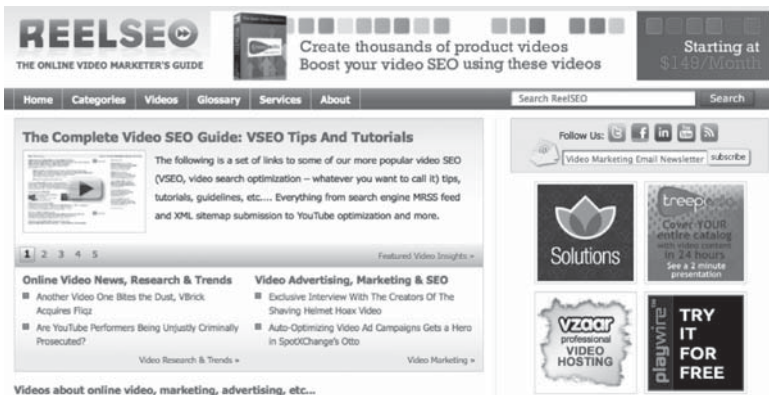 REELSEO
THE ONLINE VIDEO MARKETER'S GUIDE
Create thousands of product videos
Boost your video SEO using these videos
Starting at
$149/Month
Home Categories Videos Glossary Services About
Search ReelSEO Search
The Complete Video SEO Guide: VSEO Tips And Tutorials
The following is a set of links to some of our more popular video SEO
(VSEO, video search optimization – whatever you want to call it) tips,
tutorials, guidelines, etc.... Everything from search engine MRSS feed
and XML sitemap submission to YouTube optimization and more.
1 2 3 4 5
Featured Video Insights »
Online Video News, Research & Trends
Another Video One Bites the Dust, VBrick
Acquires Fliqz
Are YouTube Performers Being Unjustly Criminally
Prosecuted?
Video Research & Trends »
Video Advertising, Marketing & SEO
Exclusive Interview With The Creators Of The
Shaving Helmet Hoax Video
Auto-Optimizing Video Ad Campaigns Gets a Hero
in SpotXChange's Otto
Video Marketing »
Videos about online video, marketing, advertising, etc...
Follow Us:
Video Marketing Email Newsletter subscribe
Solutions
Cover YOUR
entire catalog
with video content
in 24 hours
See a 2 minute
presentation
vzaar
professional
VIDEO
HOSTING
playwire™
TRY
IT
FOR
FREE